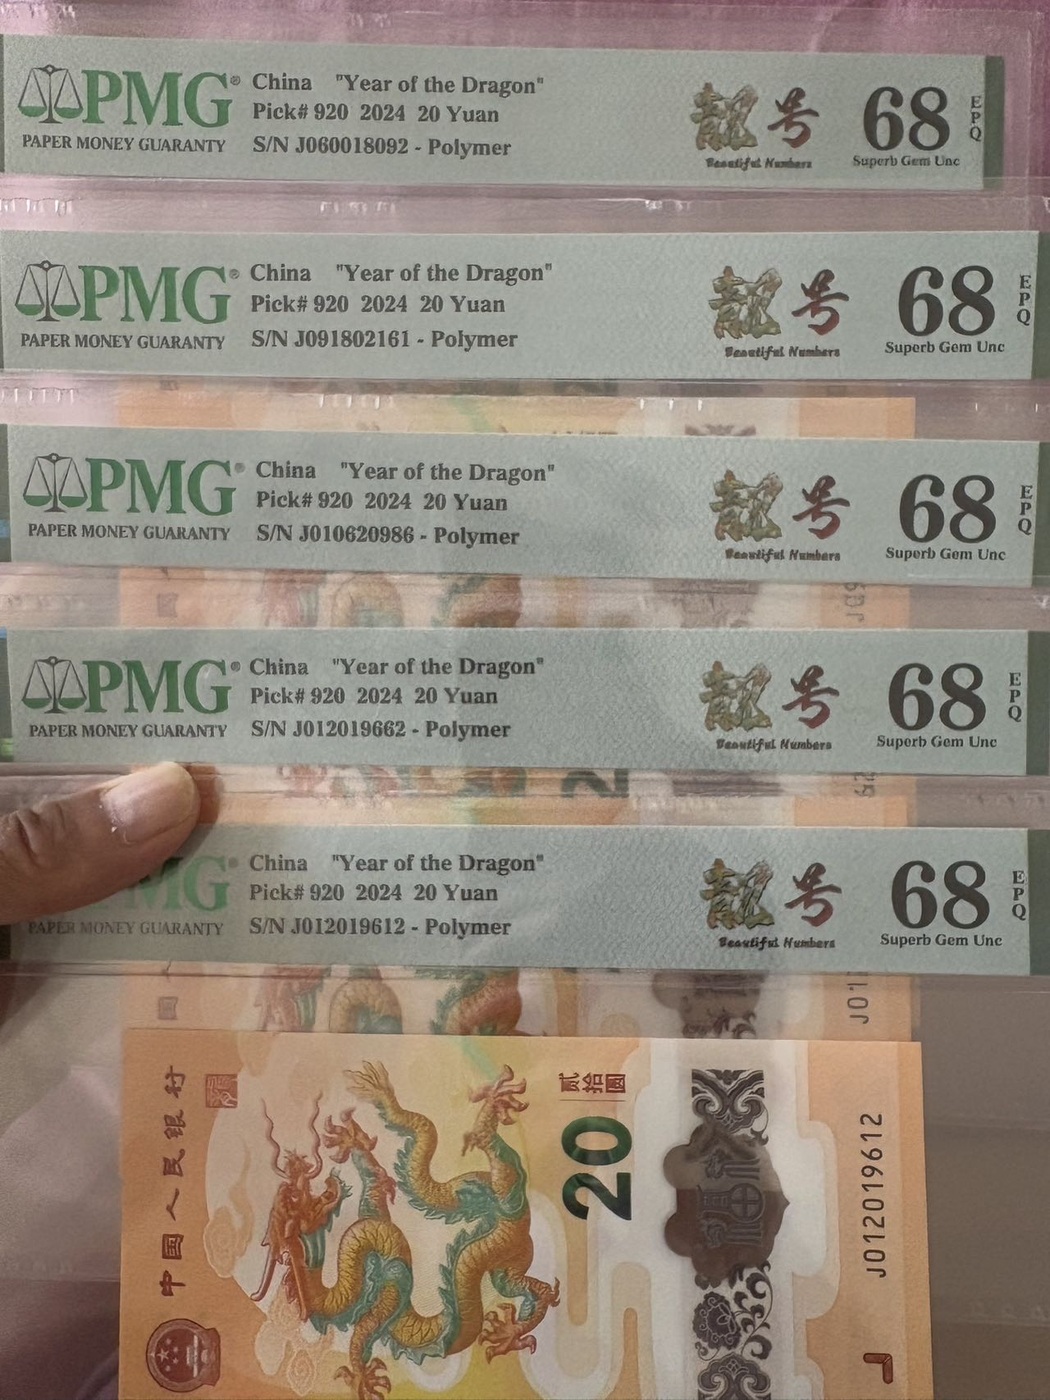 PMG®
PAPER MONEY GUARANTY
China "Year of the Dragon"
Pick# 920 2024 20 Yuan
S/N J060018092 - Polymer
靓号
Beautiful Numbers
68
EPQ
Superb Gem Unc
PMG®
PAPER MONEY GUARANTY
China "Year of the Dragon"
Pick# 920 2024 20 Yuan
S/N J091802161 - Polymer
靓号
Beautiful Numbers
68
EPQ
Superb Gem Unc
PMG®
PAPER MONEY GUARANTY
China "Year of the Dragon"
Pick# 920 2024 20 Yuan
S/N J010620986 - Polymer
靓号
Beautiful Numbers
68
EPQ
Superb Gem Unc
PMG®
PAPER MONEY GUARANTY
China "Year of the Dragon"
Pick# 920 2024 20 Yuan
S/N J012019662 - Polymer
靓号
Beautiful Numbers
68
EPQ
Superb Gem Unc
MG®
PAPER MONEY GUARANTY
China "Year of the Dragon"
Pick# 920 2024 20 Yuan
S/N J012019612 - Polymer
靓号
Beautiful Numbers
68
EPQ
Superb Gem Unc
中国人民银行
贰拾圆
20
福
J012019612